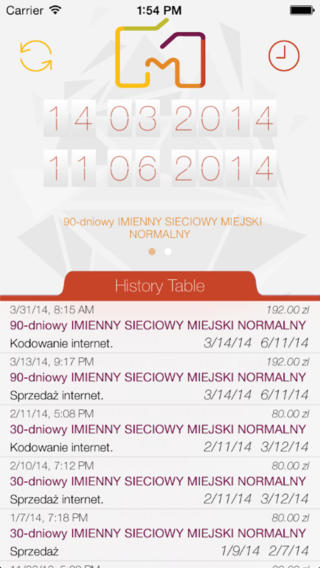 Carrier 1:54 PM
14 03 2014
11 06 2014
90-dniowy IMIENNY SIECIOWY MIEJSKI
NORMALNY
History Table
3/31/14, 8:15 AM 192.00 zł
90-dniowy IMIENNY SIECIOWY MIEJSKI NORMALNY
Kodowanie internet. 3/14/14 6/11/14
3/13/14, 9:17 PM 192.00 zł
90-dniowy IMIENNY SIECIOWY MIEJSKI NORMALNY
Sprzedaż internet. 3/14/14 6/11/14
2/11/14, 5:08 PM 80.00 zł
30-dniowy IMIENNY SIECIOWY MIEJSKI NORMALNY
Kodowanie internet. 2/11/14 3/12/14
2/10/14, 7:12 PM 80.00 zł
30-dniowy IMIENNY SIECIOWY MIEJSKI NORMALNY
Sprzedaż internet. 2/11/14 3/12/14
1/7/14, 7:18 PM 80.00 zł
30-dniowy IMIENNY SIECIOWY MIEJSKI NORMALNY
Sprzedaż 1/9/14 2/7/14